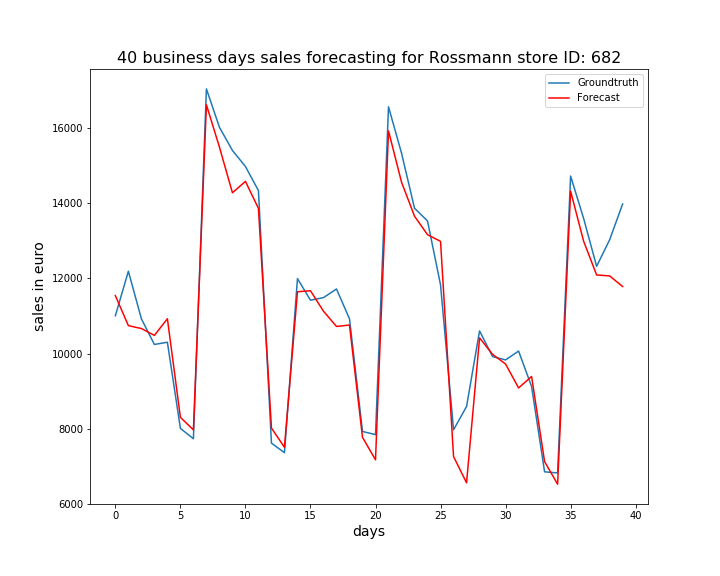 40 business days sales forecasting for Rossmann store ID: 682
Groundtruth
Forecast
16000
14000
12000
10000
8000
6000
sales in euro
0 5 10 15 20 25 30 35 40
days